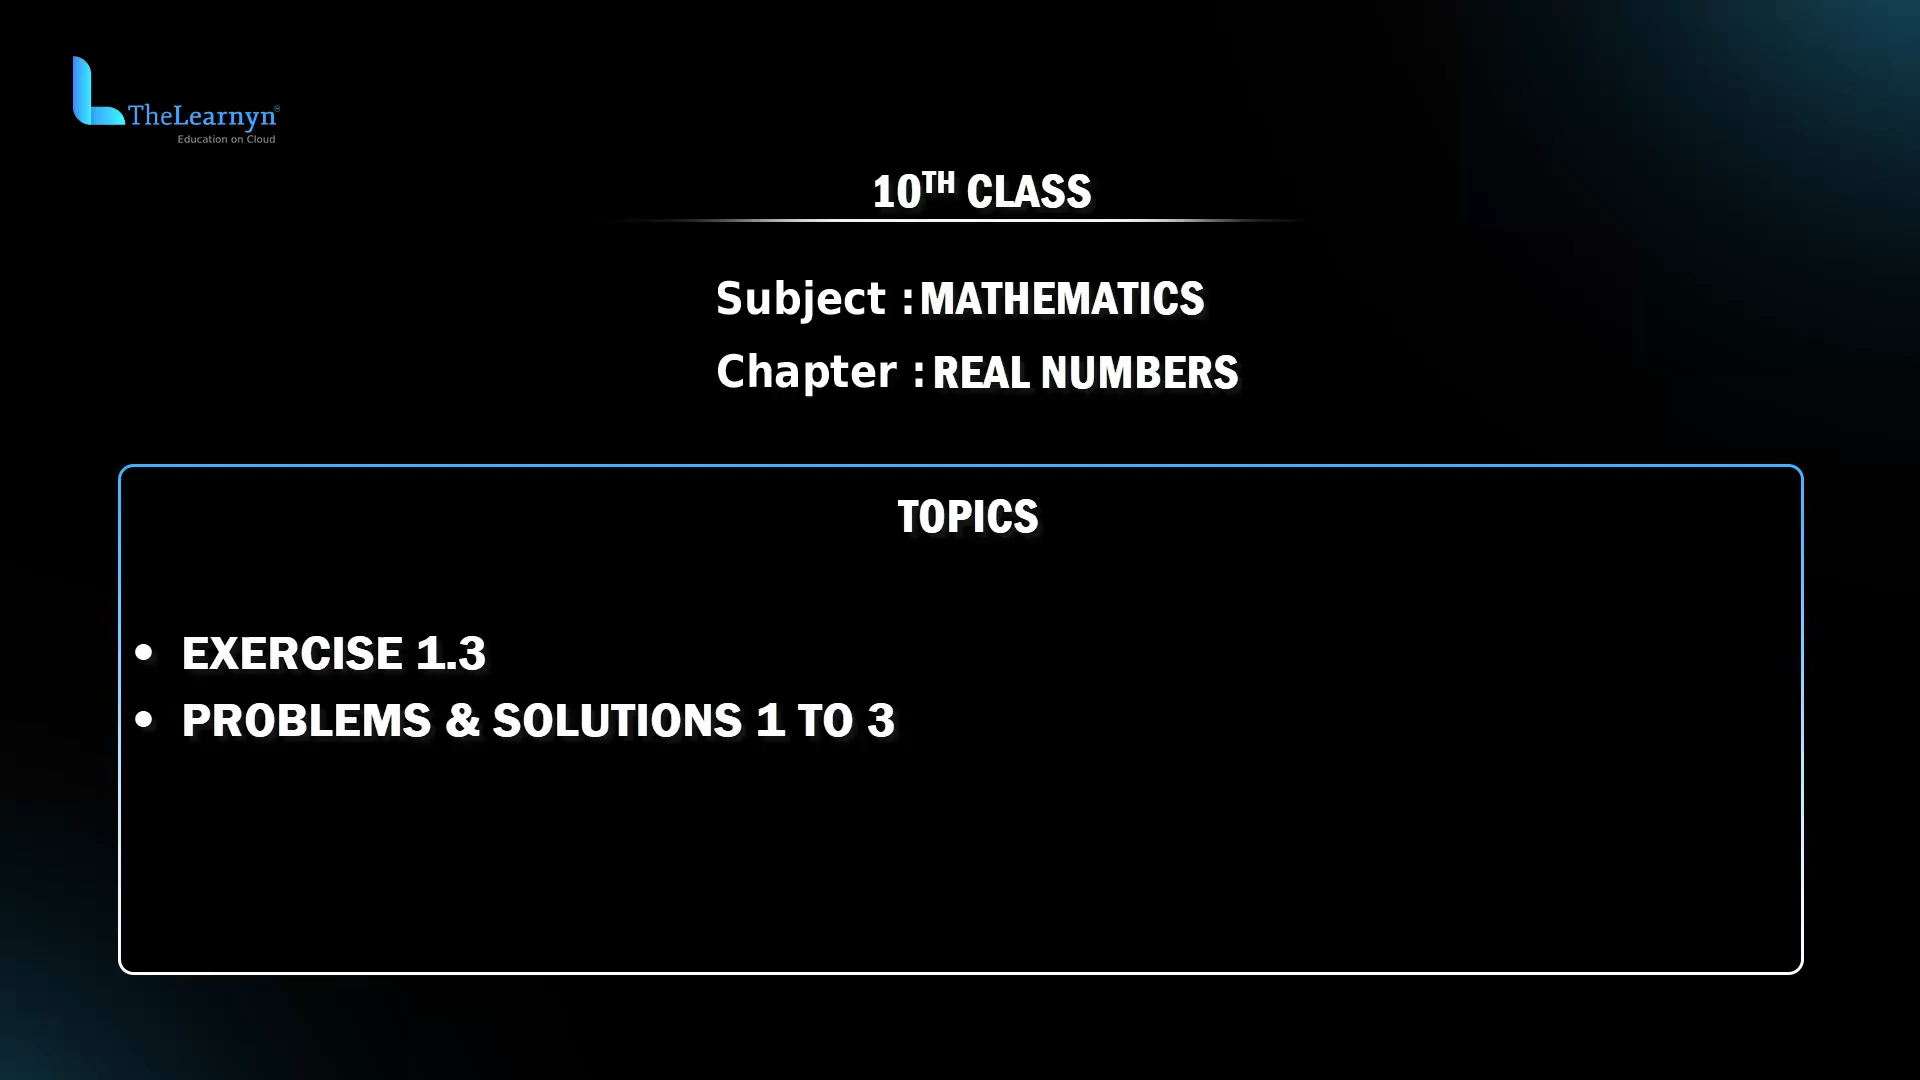 TheLearnyn
Education on Cloud
10TH CLASS
Subject : MATHEMATICS
Chapter : REAL NUMBERS
TOPICS
• EXERCISE 1.3
• PROBLEMS & SOLUTIONS 1 TO 3